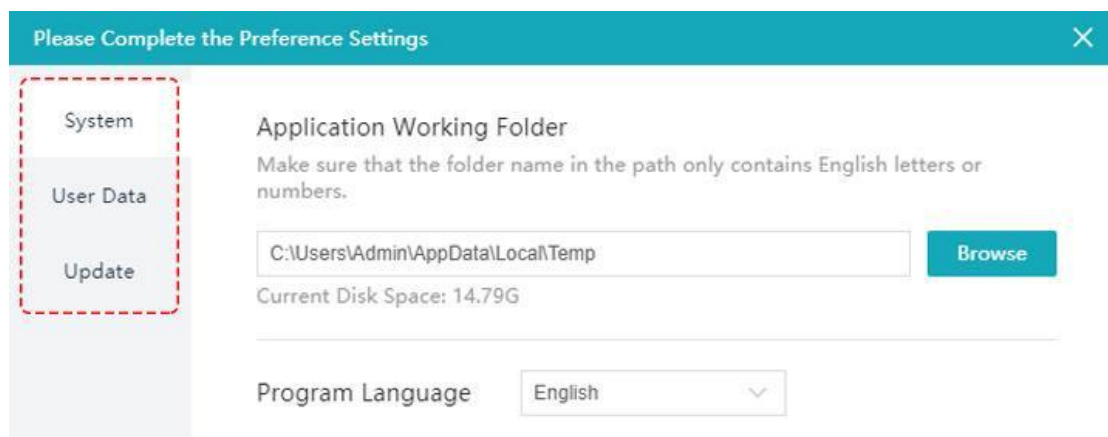 Please Complete the Preference Settings
System
User Data
Update
Application Working Folder
Make sure that the folder name in the path only contains English letters or
numbers.
C:\Users\Admin\AppData\Local\Temp
Browse
Current Disk Space: 14.79G
Program Language
English